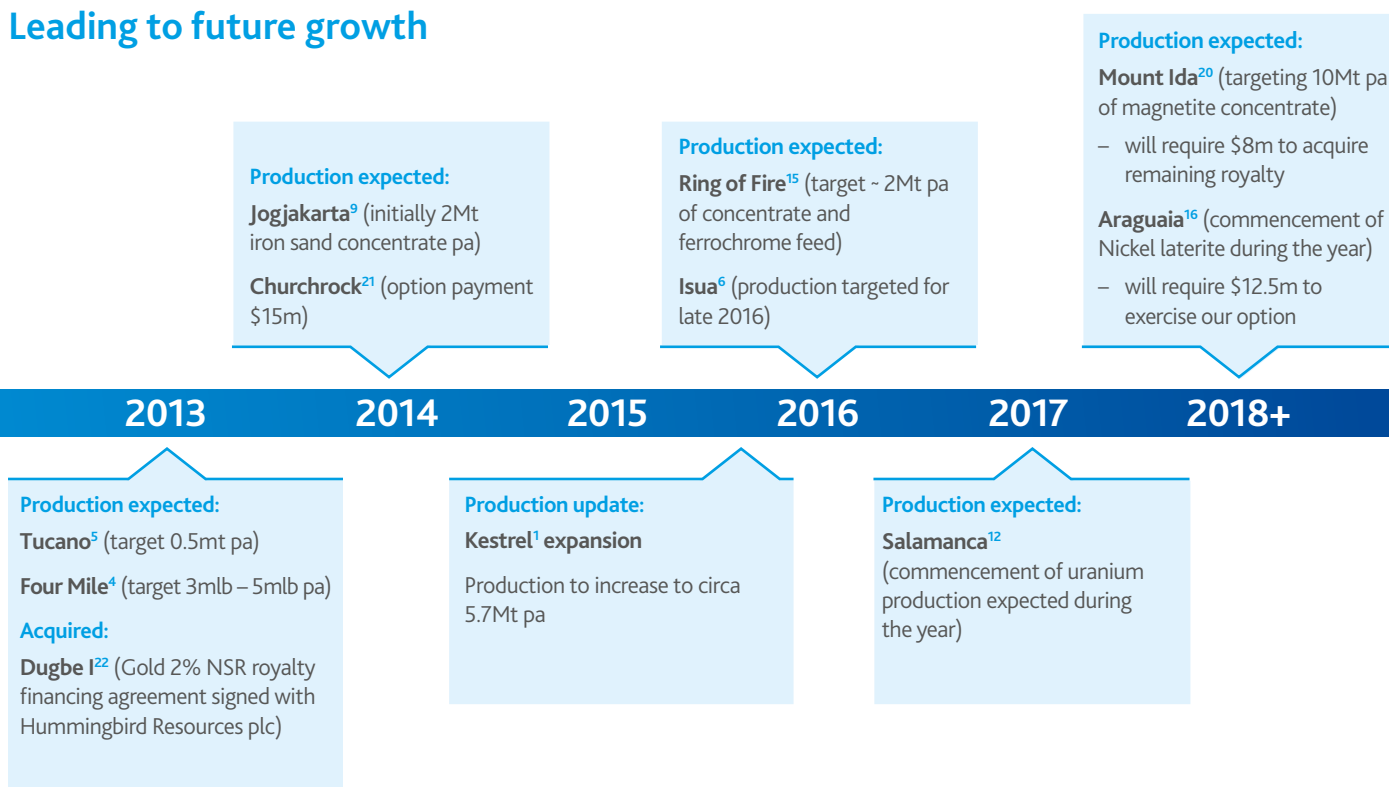 Leading to future growth
Production expected:
Jogjakarta9 (initially 2Mt
iron sand concentrate pa)
Churchrock21 (option payment
$15m)
Production expected:
Ring of Fire15 (target ~ 2Mt pa
of concentrate and
ferrochrome feed)
Isua6 (production targeted for
late 2016)
Production expected:
Mount Ida20 (targeting 10Mt pa
of magnetite concentrate)
– will require $8m to acquire
remaining royalty
Araguaia16 (commencement of
Nickel laterite during the year)
– will require $12.5m to
exercise our option
2013 2014 2015 2016 2017 2018+
Production expected:
Tucano5 (target 0.5mt pa)
Four Mile4 (target 3mlb – 5mlb pa)
Acquired:
Dugbe I22 (Gold 2% NSR royalty
financing agreement signed with
Hummingbird Resources plc)
Production update:
Kestrel1 expansion
Production to increase to circa
5.7Mt pa
Production expected:
Salamanca12
(commencement of uranium
production expected during
the year)